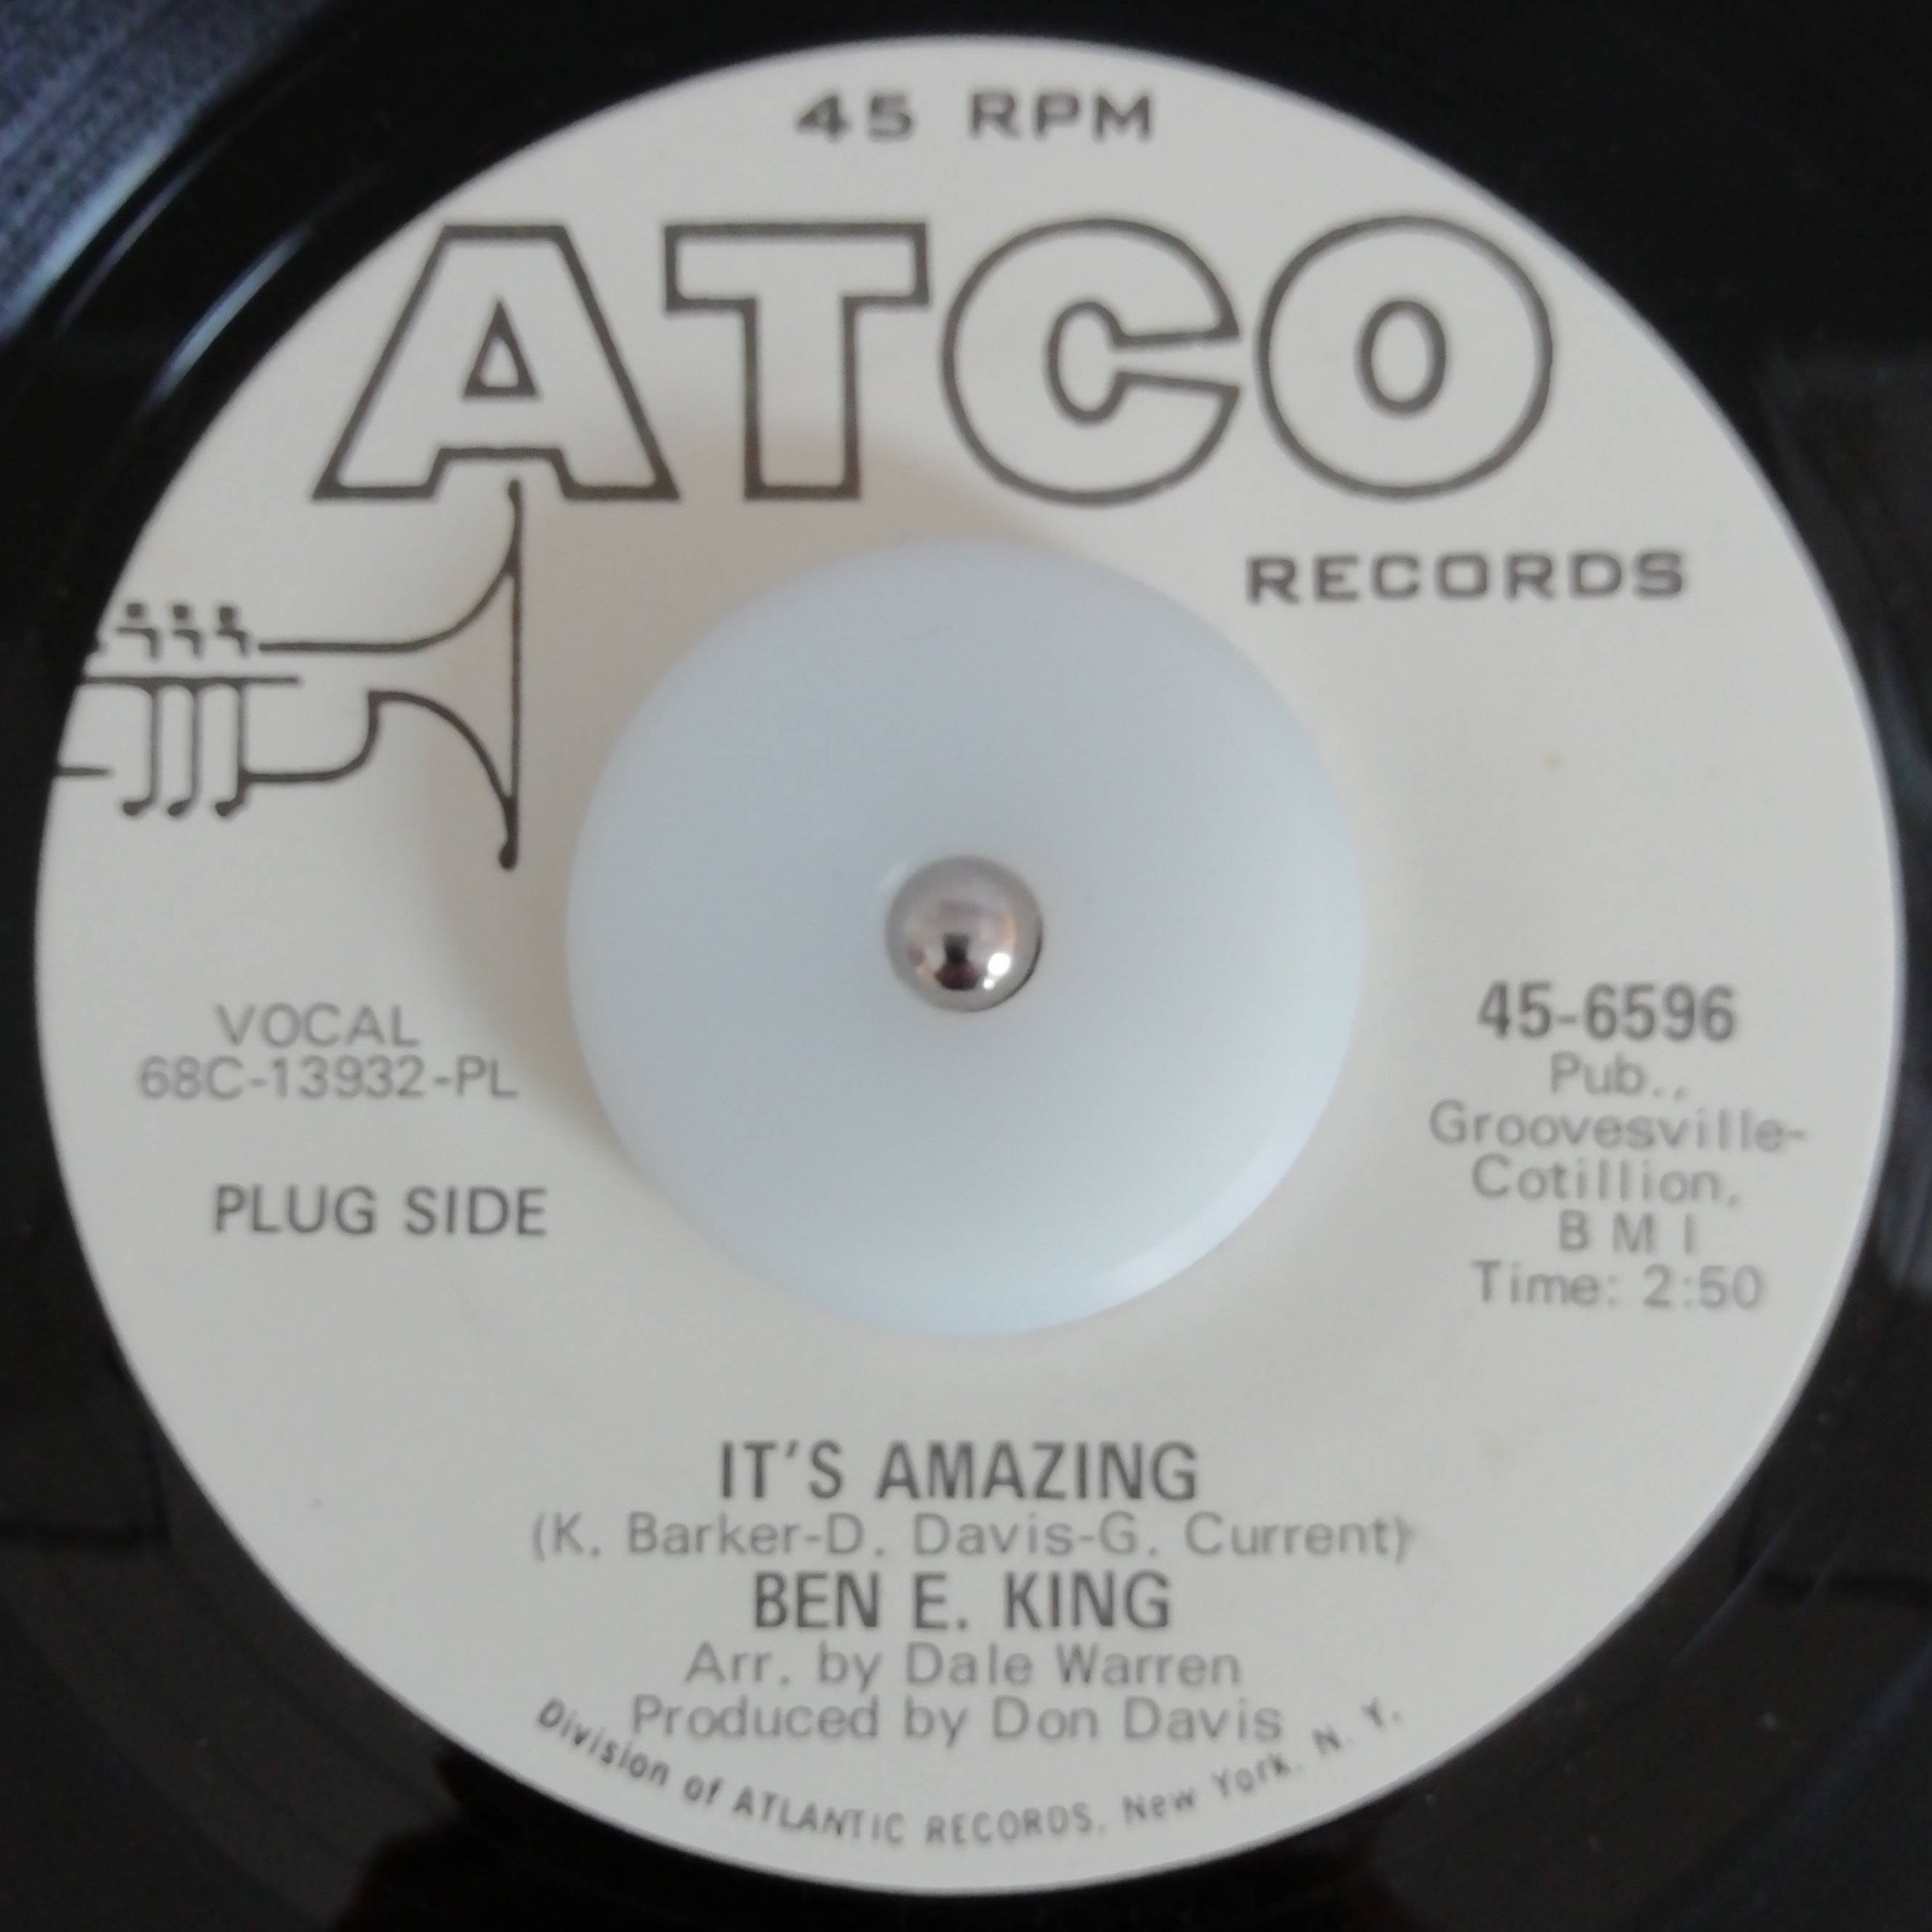 45 RPM
ATCO
RECORDS
VOCAL
68C-13932-PL
PLUG SIDE
45-6596
Pub.,
Groovesville-
Cotillion,
B M I
Time: 2:50
IT'S AMAZING
(K. Barker-D. Davis-G. Current)
BEN E. KING
Arr. by Dale Warren
Produced by Don Davis
Division of ATLANTIC RECORDS, New York, N. Y.